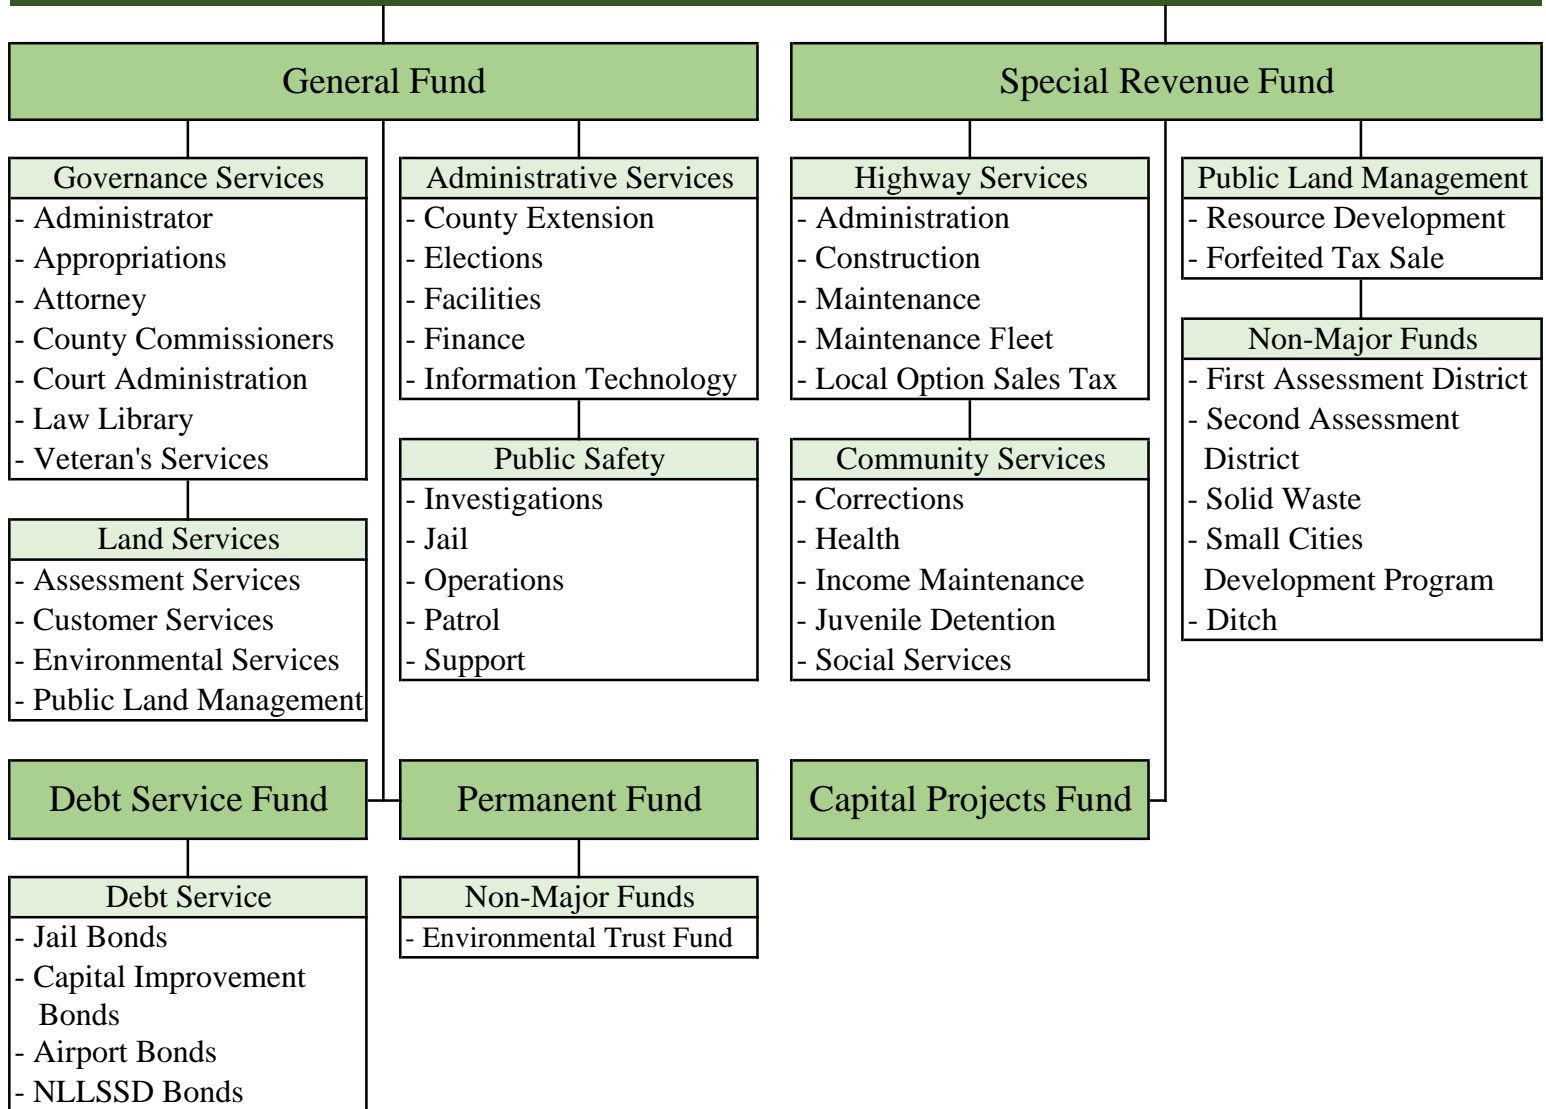 General Fund
Special Revenue Fund
Governance Services
- Administrator
- Appropriations
- Attorney
- County Commissioners
- Court Administration
- Law Library
- Veteran's Services
Land Services
- Assessment Services
- Customer Services
- Environmental Services
- Public Land Management
Administrative Services
- County Extension
- Elections
- Facilities
- Finance
- Information Technology
Public Safety
- Investigations
- Jail
- Operations
- Patrol
- Support
Highway Services
- Administration
- Construction
- Maintenance
- Maintenance Fleet
- Local Option Sales Tax
Community Services
- Corrections
- Health
- Income Maintenance
- Juvenile Detention
- Social Services
Public Land Management
- Resource Development
- Forfeited Tax Sale
Non-Major Funds
- First Assessment District
- Second Assessment
District
- Solid Waste
- Small Cities
Development Program
- Ditch
Debt Service Fund
Permanent Fund
Capital Projects Fund
Debt Service
- Jail Bonds
- Capital Improvement
Bonds
- Airport Bonds
- NLLSSD Bonds
Non-Major Funds
- Environmental Trust Fund